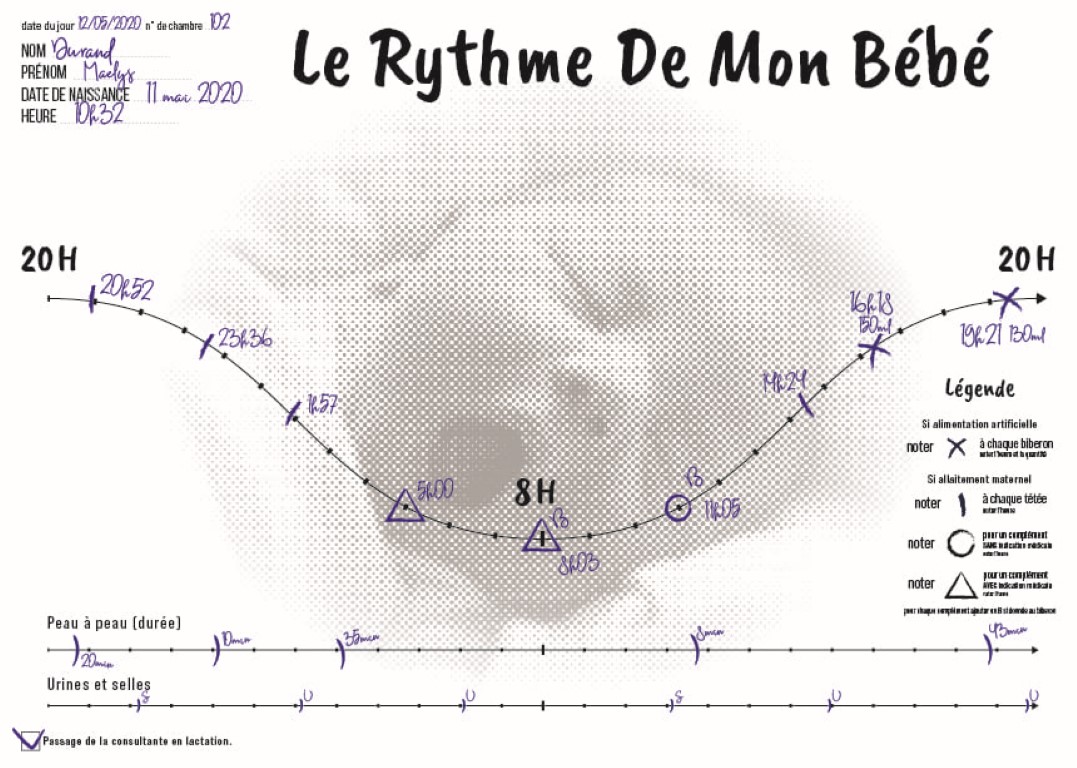 date du jour 12/05/2020 n° de chambre 102
NOM Durand
PRÉNOM Maelys
DATE DE NAISSANCE 11 mai 2020
HEURE 10h32
Le Rythme De Mon Bébé
20H
20H
20h52
23h36
1h57
5h00
8H
B
8h03
B
11h05
14h24
16h18
130ml
19h21 130ml
Légende
Si alimentation artificielle
noter
à chaque biberon
noter l'heure et la quantité
Si allaitement maternel
noter
à chaque tétée
noter l'heure
noter
pour un complément
SANS indication médicale
noter l'heure
noter
pour un complément
AVEC indication médicale
noter l'heure
pour chaque complément ajouter un B si donnée au biberon
Peau à peau (durée)
20min
10min
35min
8min
43min
Urines et selles
S
U
U
S
U
U
Passage de la consultante en lactation.